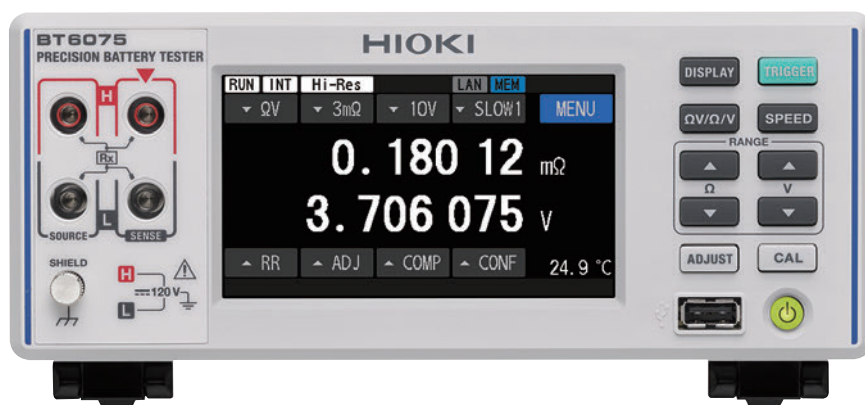 HIOKI
BT6075
PRECISION BATTERY TESTER
H
Rx
L
SOURCE
SENSE
SHIELD
H
120 V
L
RUN INT Hi-Res LAN MEM
ΩV 3mΩ 10V SLOW1 MENU
0.180 12 mΩ
3.706 075 V
RR ADJ COMP CONF 24.9 ℃
DISPLAY TRIGGER
ΩV/Ω/V SPEED
RANGE
Ω V
ADJUST CAL